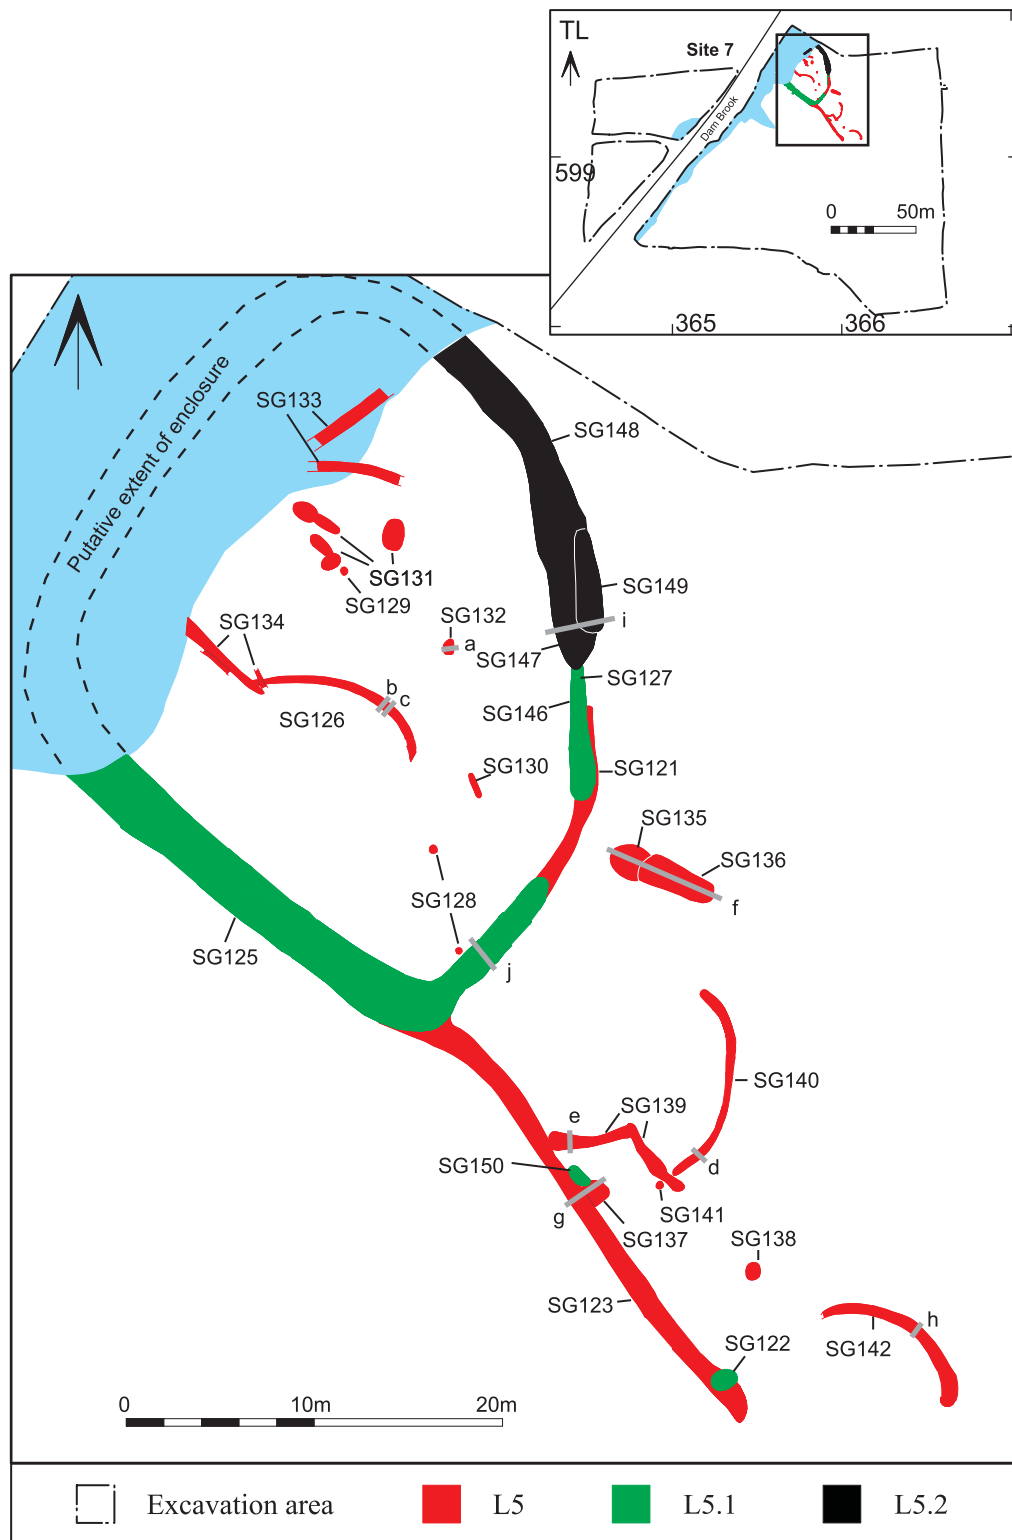 TL
Site 7
Dam Brook
599
0 50m
365
366
Putative extent of enclosure
SG133
SG148
SG131
SG129
SG149
i
SG132
a
SG147
SG134
SG127
b
c
SG146
SG126
SG130
SG121
SG135
SG136
f
SG128
SG125
j
SG140
e
SG139
SG150
d
g
SG141
SG137
SG138
SG123
h
SG122
SG142
0 10m 20m
Excavation area L5 L5.1 L5.2